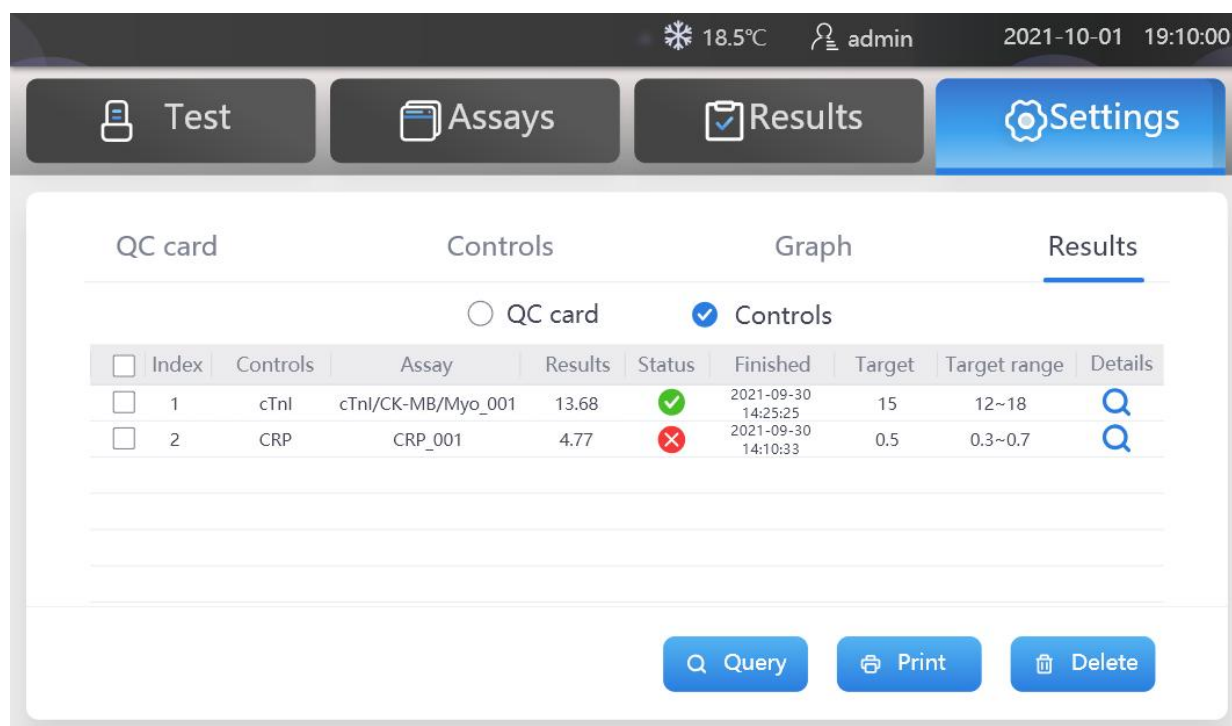 18.5℃ admin 2021-10-01 19:10:00
Test Assays Results Settings
QC card Controls Graph Results
QC card Controls
Index Controls Assay Results Status Finished Target Target range Details
1 cTnI cTnI/CK-MB/Myo_001 13.68 2021-09-30 14:25:25 15 12~18
2 CRP CRP_001 4.77 2021-09-30 14:10:33 0.5 0.3~0.7
Query Print Delete